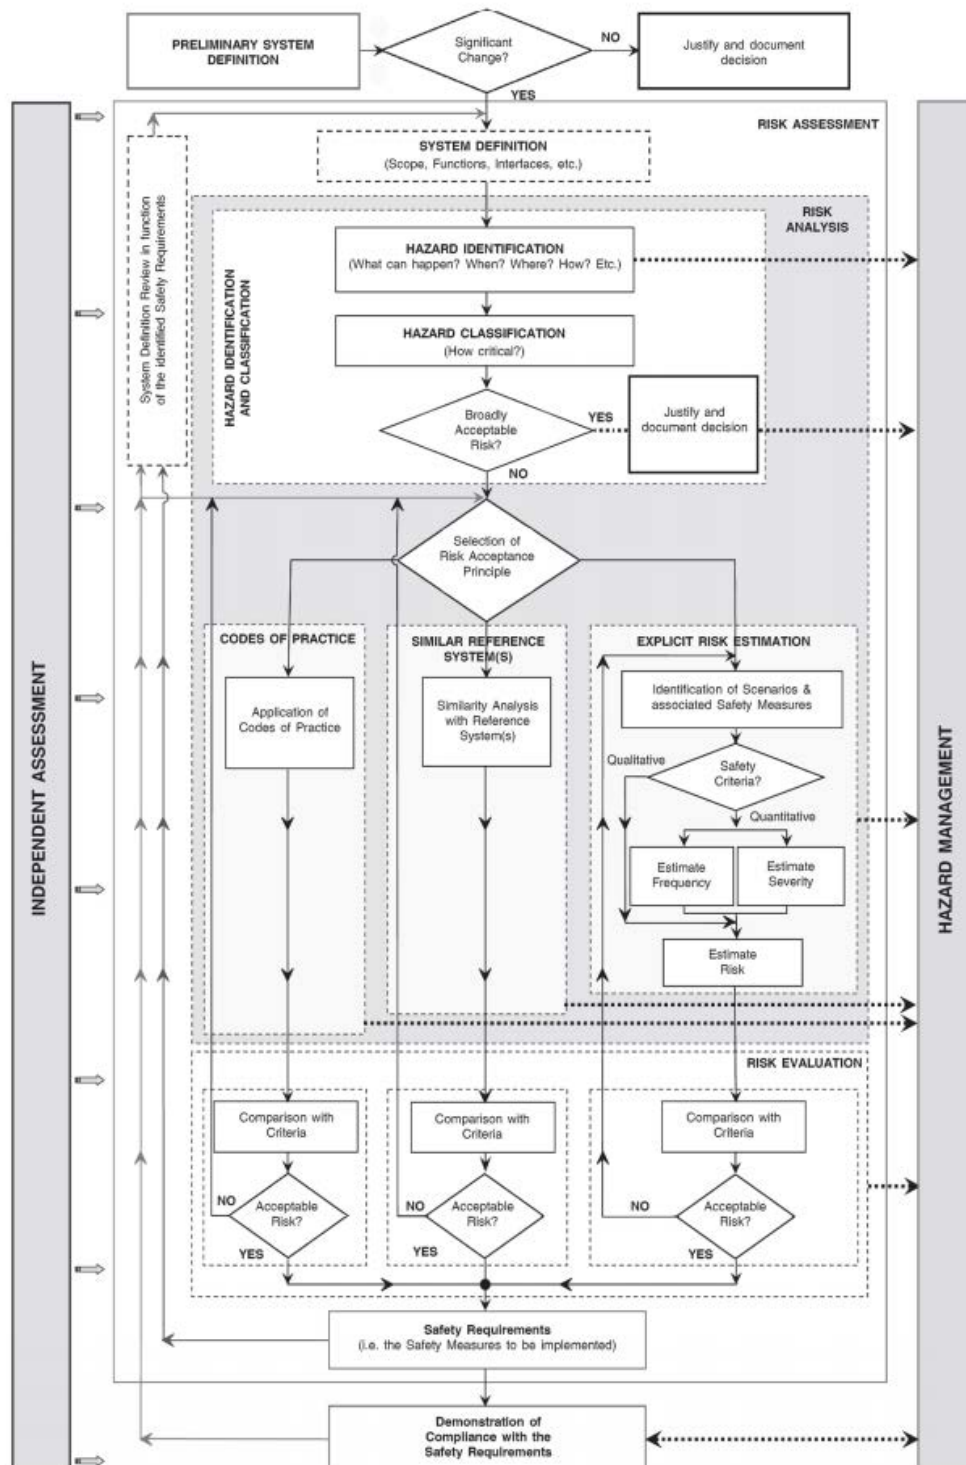 PRELIMINARY SYSTEM
DEFINITION
Significant
Change?
NO
Justify and document
decision
YES
RISK ASSESSMENT
SYSTEM DEFINITION
(Scope, Functions, Interfaces, etc.)
System Definition Review in function
of the identified Safety Requirements
RISK
ANALYSIS
HAZARD IDENTIFICATION
AND CLASSIFICATION
HAZARD IDENTIFICATION
(What can happen? When? Where? How? Etc.)
HAZARD CLASSIFICATION
(How critical?)
Broadly
Acceptable
Risk?
YES
Justify and
document decision
NO
Selection of
Risk Acceptance
Principle
CODES OF PRACTICE
SIMILAR REFERENCE
SYSTEM(S)
EXPLICIT RISK ESTIMATION
Application of
Codes of Practice
Similarity Analysis
with Reference
System(s)
Identification of Scenarios &
associated Safety Measures
Qualitative
Safety
Criteria?
Quantitative
Estimate
Frequency
Estimate
Severity
Estimate
Risk
INDEPENDENT ASSESSMENT
HAZARD MANAGEMENT
RISK EVALUATION
Comparison with
Criteria
Comparison with
Criteria
Comparison with
Criteria
NO
Acceptable
Risk?
YES
NO
Acceptable
Risk?
YES
NO
Acceptable
Risk?
YES
Safety Requirements
(i.e. the Safety Measures to be implemented)
Demonstration of
Compliance with the
Safety Requirements